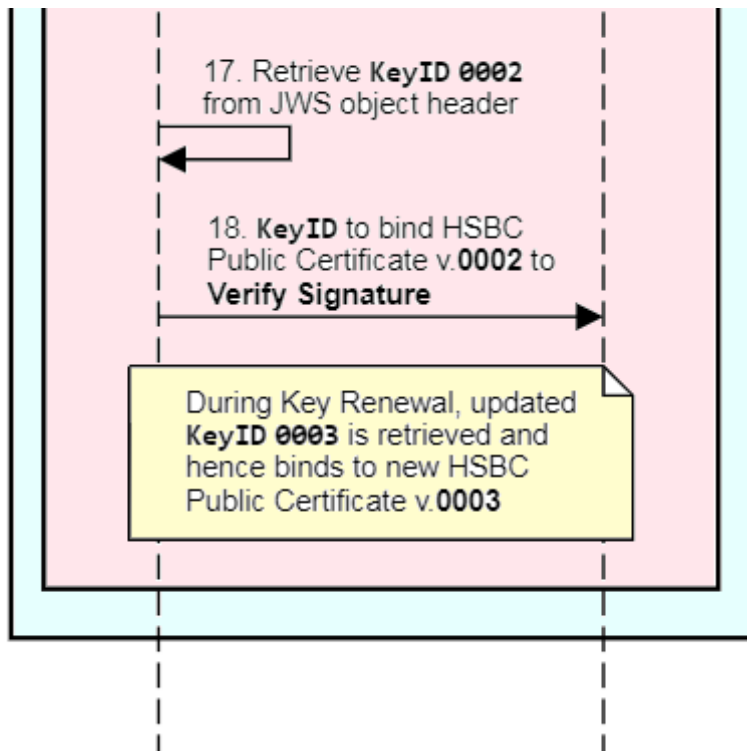 17. Retrieve KeyID 0002
from JWS object header
18. KeyID to bind HSBC
Public Certificate v.0002 to
Verify Signature
During Key Renewal, updated
KeyID 0003 is retrieved and
hence binds to new HSBC
Public Certificate v.0003